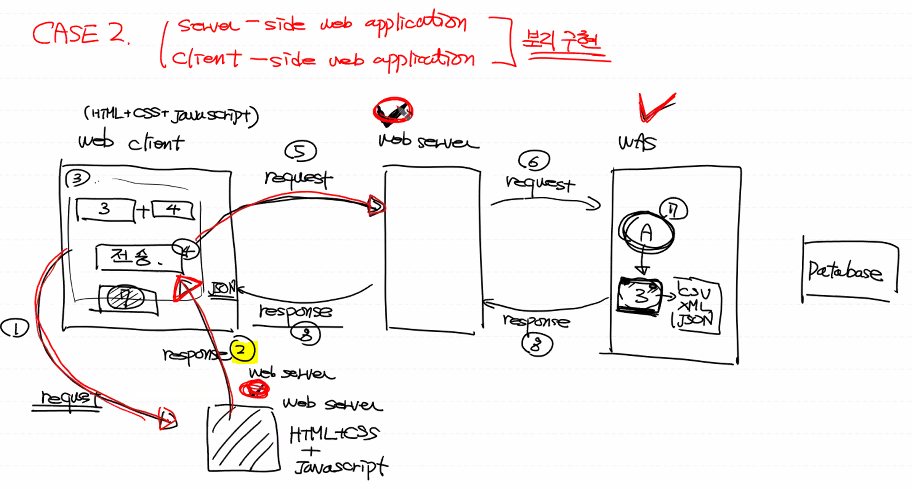 CASE 2.
server-side web application
client-side web application
분리 구현
(HTML+CSS+Javascript)
web client
web server
WAS
③
3 + 4
전송.
④
⑤
request
⑥
request
⑦
A
3
CSV
XML
JSON
Database
JSON
response
⑧
response
⑧
①
requst
response ②
web server
web server
HTML+CSS
+
Javascript